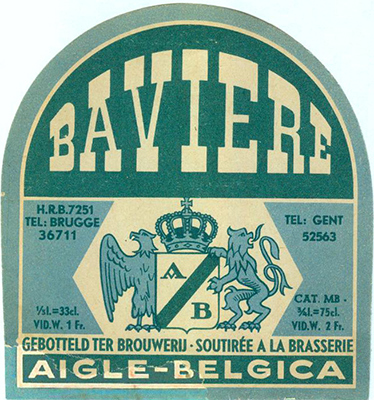 BAVIERE
H.R.B.7251
TEL: BRUGGE
36711
TEL: GENT
52563
A
B
½l.=33cl.
VID.W. 1 Fr.
CAT. MB -
¾l.=75cl.
VID.W. 2 Fr.
GEBOTTELD TER BROUWERIJ · SOUTIRÉE A LA BRASSERIE
AIGLE-BELGICA